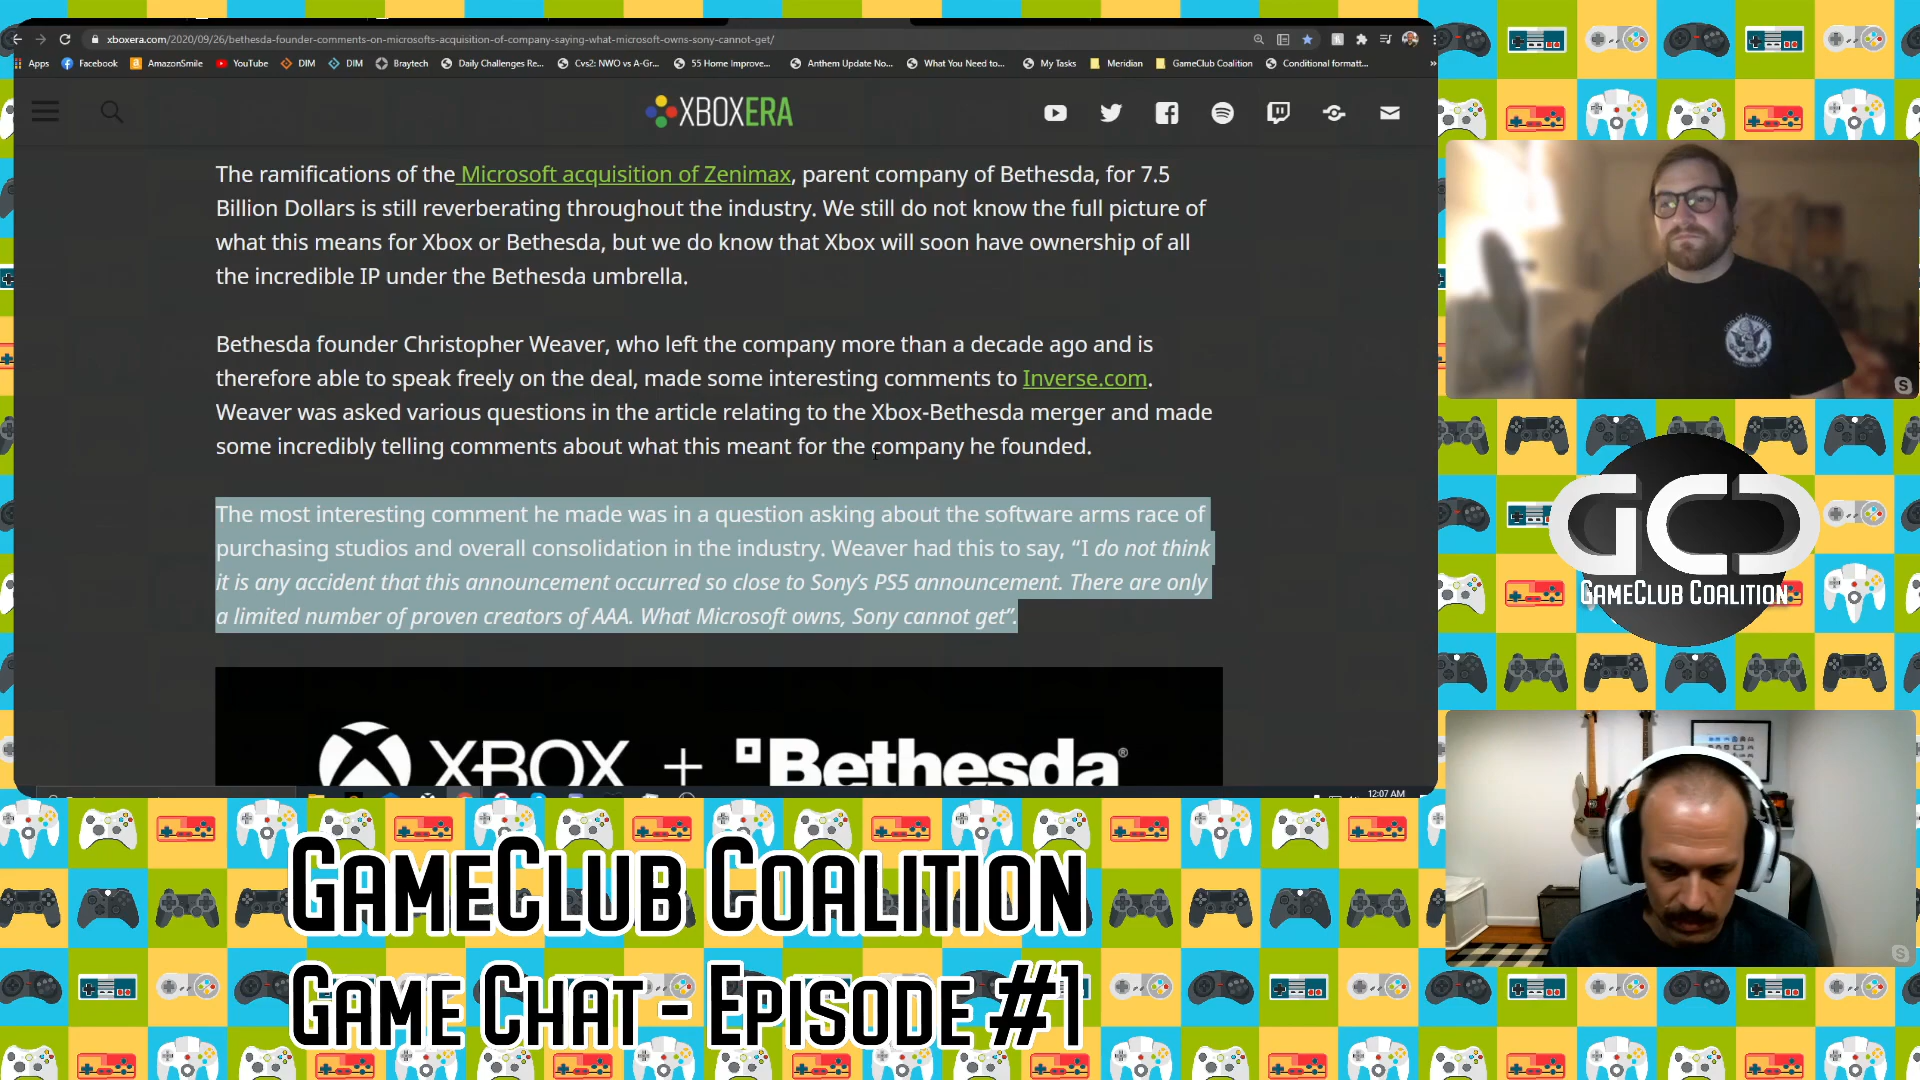 xboxera.com/2020/09/26/bethesda-founder-comments-on-microsofts-acquisition-of-company-saying-what-microsoft-owns-sony-cannot-get/
Apps Facebook AmazonSmile YouTube DIM DIM Braytech Daily Challenges Re... Cvs2: NWO vs A-Gr... 55 Home Improve... Anthem Update No... What You Need to... My Tasks Meridian GameClub Coalition Conditional formatt...
XBOXERA
The ramifications of the Microsoft acquisition of Zenimax, parent company of Bethesda, for 7.5
Billion Dollars is still reverberating throughout the industry. We still do not know the full picture of
what this means for Xbox or Bethesda, but we do know that Xbox will soon have ownership of all
the incredible IP under the Bethesda umbrella.
Bethesda founder Christopher Weaver, who left the company more than a decade ago and is
therefore able to speak freely on the deal, made some interesting comments to Inverse.com.
Weaver was asked various questions in the article relating to the Xbox-Bethesda merger and made
some incredibly telling comments about what this meant for the company he founded.
The most interesting comment he made was in a question asking about the software arms race of
purchasing studios and overall consolidation in the industry. Weaver had this to say, “I do not think
it is any accident that this announcement occurred so close to Sony’s PS5 announcement. There are only
a limited number of proven creators of AAA. What Microsoft owns, Sony cannot get”.
XBOX + Bethesda®
12:07 AM
GCC
GameClub Coalition
GameClub Coalition
Game Chat - Episode #1